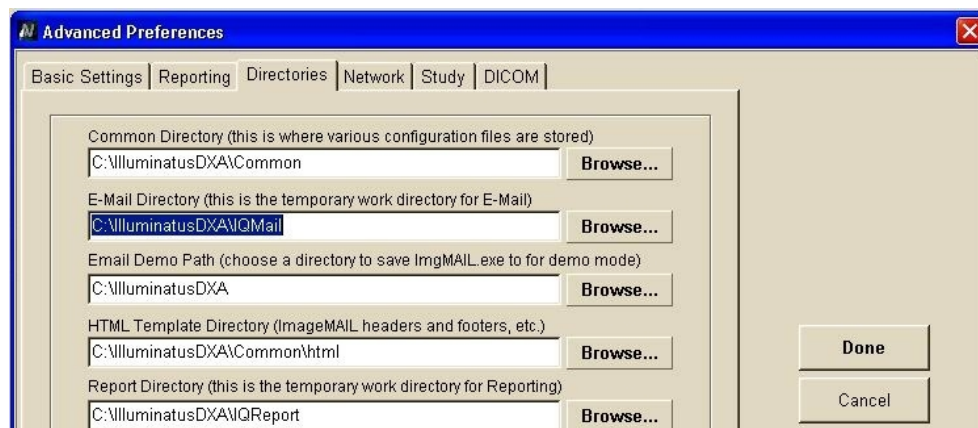 Advanced Preferences
Basic Settings Reporting Directories Network Study DICOM
Common Directory (this is where various configuration files are stored)
C:\IlluminatusDXA\Common Browse...
E-Mail Directory (this is the temporary work directory for E-Mail)
C:\IlluminatusDXA\IQMail Browse...
Email Demo Path (choose a directory to save ImgMAIL.exe to for demo mode)
C:\IlluminatusDXA Browse...
HTML Template Directory (ImageMAIL headers and footers, etc.)
C:\IlluminatusDXA\Common\html Browse...
Done
Report Directory (this is the temporary work directory for Reporting)
C:\IlluminatusDXA\IQReport Browse...
Cancel